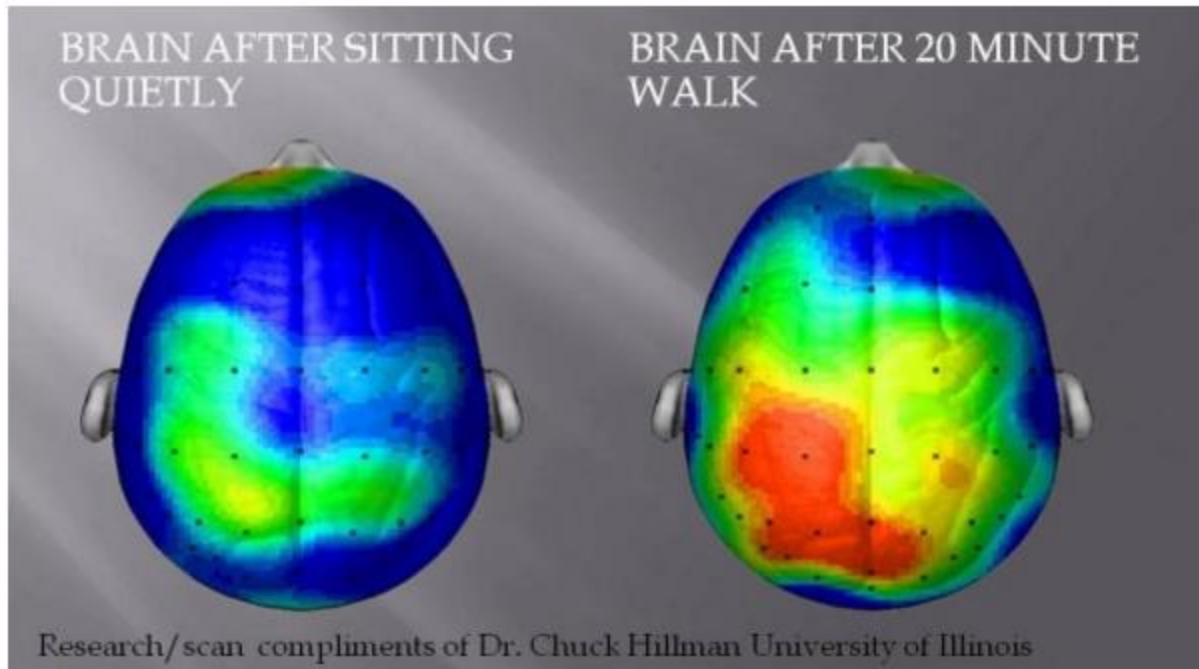 BRAIN AFTER SITTING
QUIETLY
BRAIN AFTER 20 MINUTE
WALK
Research/scan compliments of Dr. Chuck Hillman University of Illinois